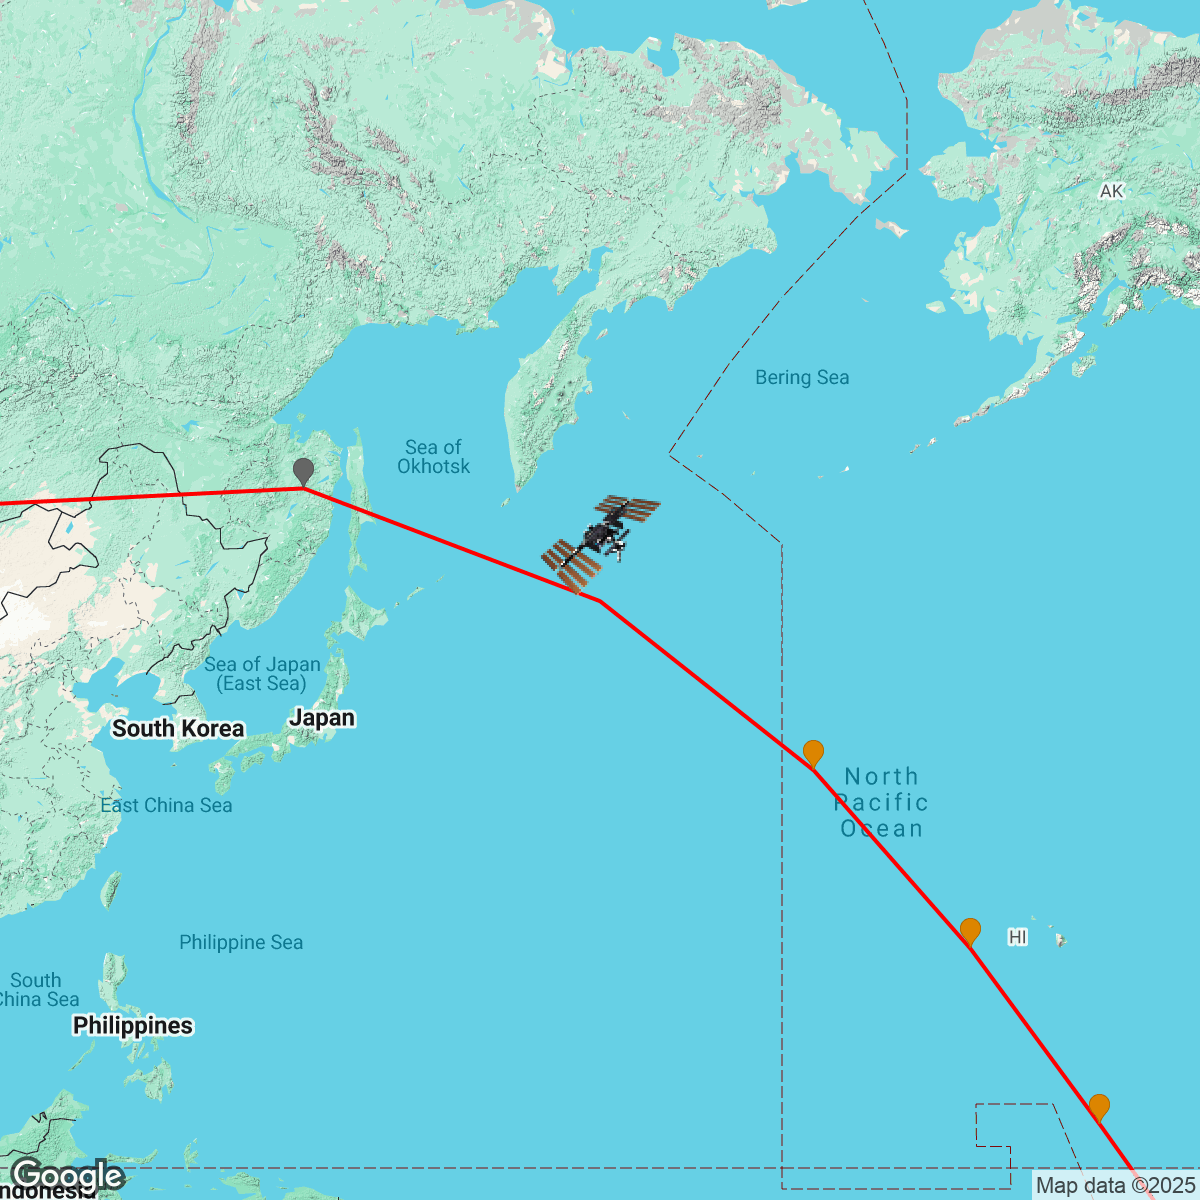 AK
Bering Sea
Sea of
Okhotsk
Sea of Japan
(East Sea)
Japan
South Korea
North
Pacific
Ocean
East China Sea
HI
Philippine Sea
South
China Sea
Philippines
Google
Indonesia
Map data ©2025